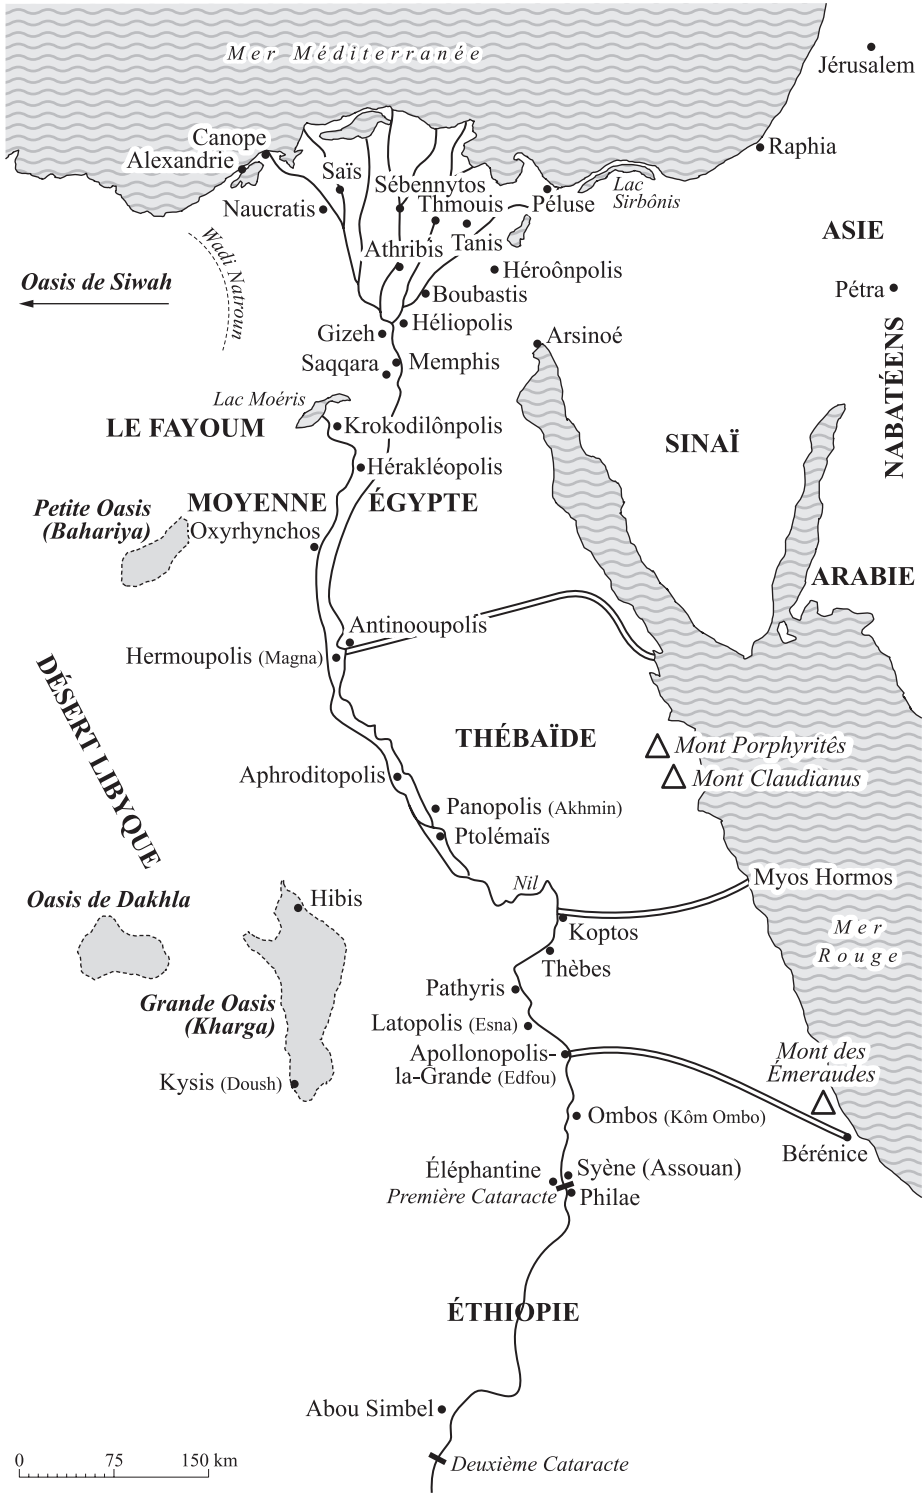 Mer Méditerranée
Jérusalem
Canope
Alexandrie
Raphia
Saïs
Sébennytos
Lac
Sirbônis
Naucratis
Thmouis
Péluse
ASIE
Wadi Natroun
Athribis
Tanis
Héroônpolis
Oasis de Siwah
Pétra
Boubastis
Héliopolis
Gizeh
Arsinoé
NABATÉENS
Saqqara
Memphis
Lac Moéris
LE FAYOUM
Krokodilônpolis
SINAÏ
Hérakléopolis
Petite Oasis
(Bahariya)
MOYENNE ÉGYPTE
Oxyrhynchos
ARABIE
Antinooupolis
Hermoupolis (Magna)
DÉSERT LIBYQUE
THÉBAÏDE
Mont Porphyritês
Mont Claudianus
Aphroditopolis
Panopolis (Akhmin)
Ptolémaïs
Nil
Myos Hormos
Oasis de Dakhla
Hibis
Koptos
Mer
Rouge
Thèbes
Pathyris
Grande Oasis
(Kharga)
Latopolis (Esna)
Apollonopolis-
la-Grande (Edfou)
Mont des
Émeraudes
Kysis (Doush)
Ombos (Kôm Ombo)
Bérénice
Éléphantine
Syène (Assouan)
Première Cataracte
Philae
ÉTHIOPIE
Abou Simbel
0 75 150 km
Deuxième Cataracte